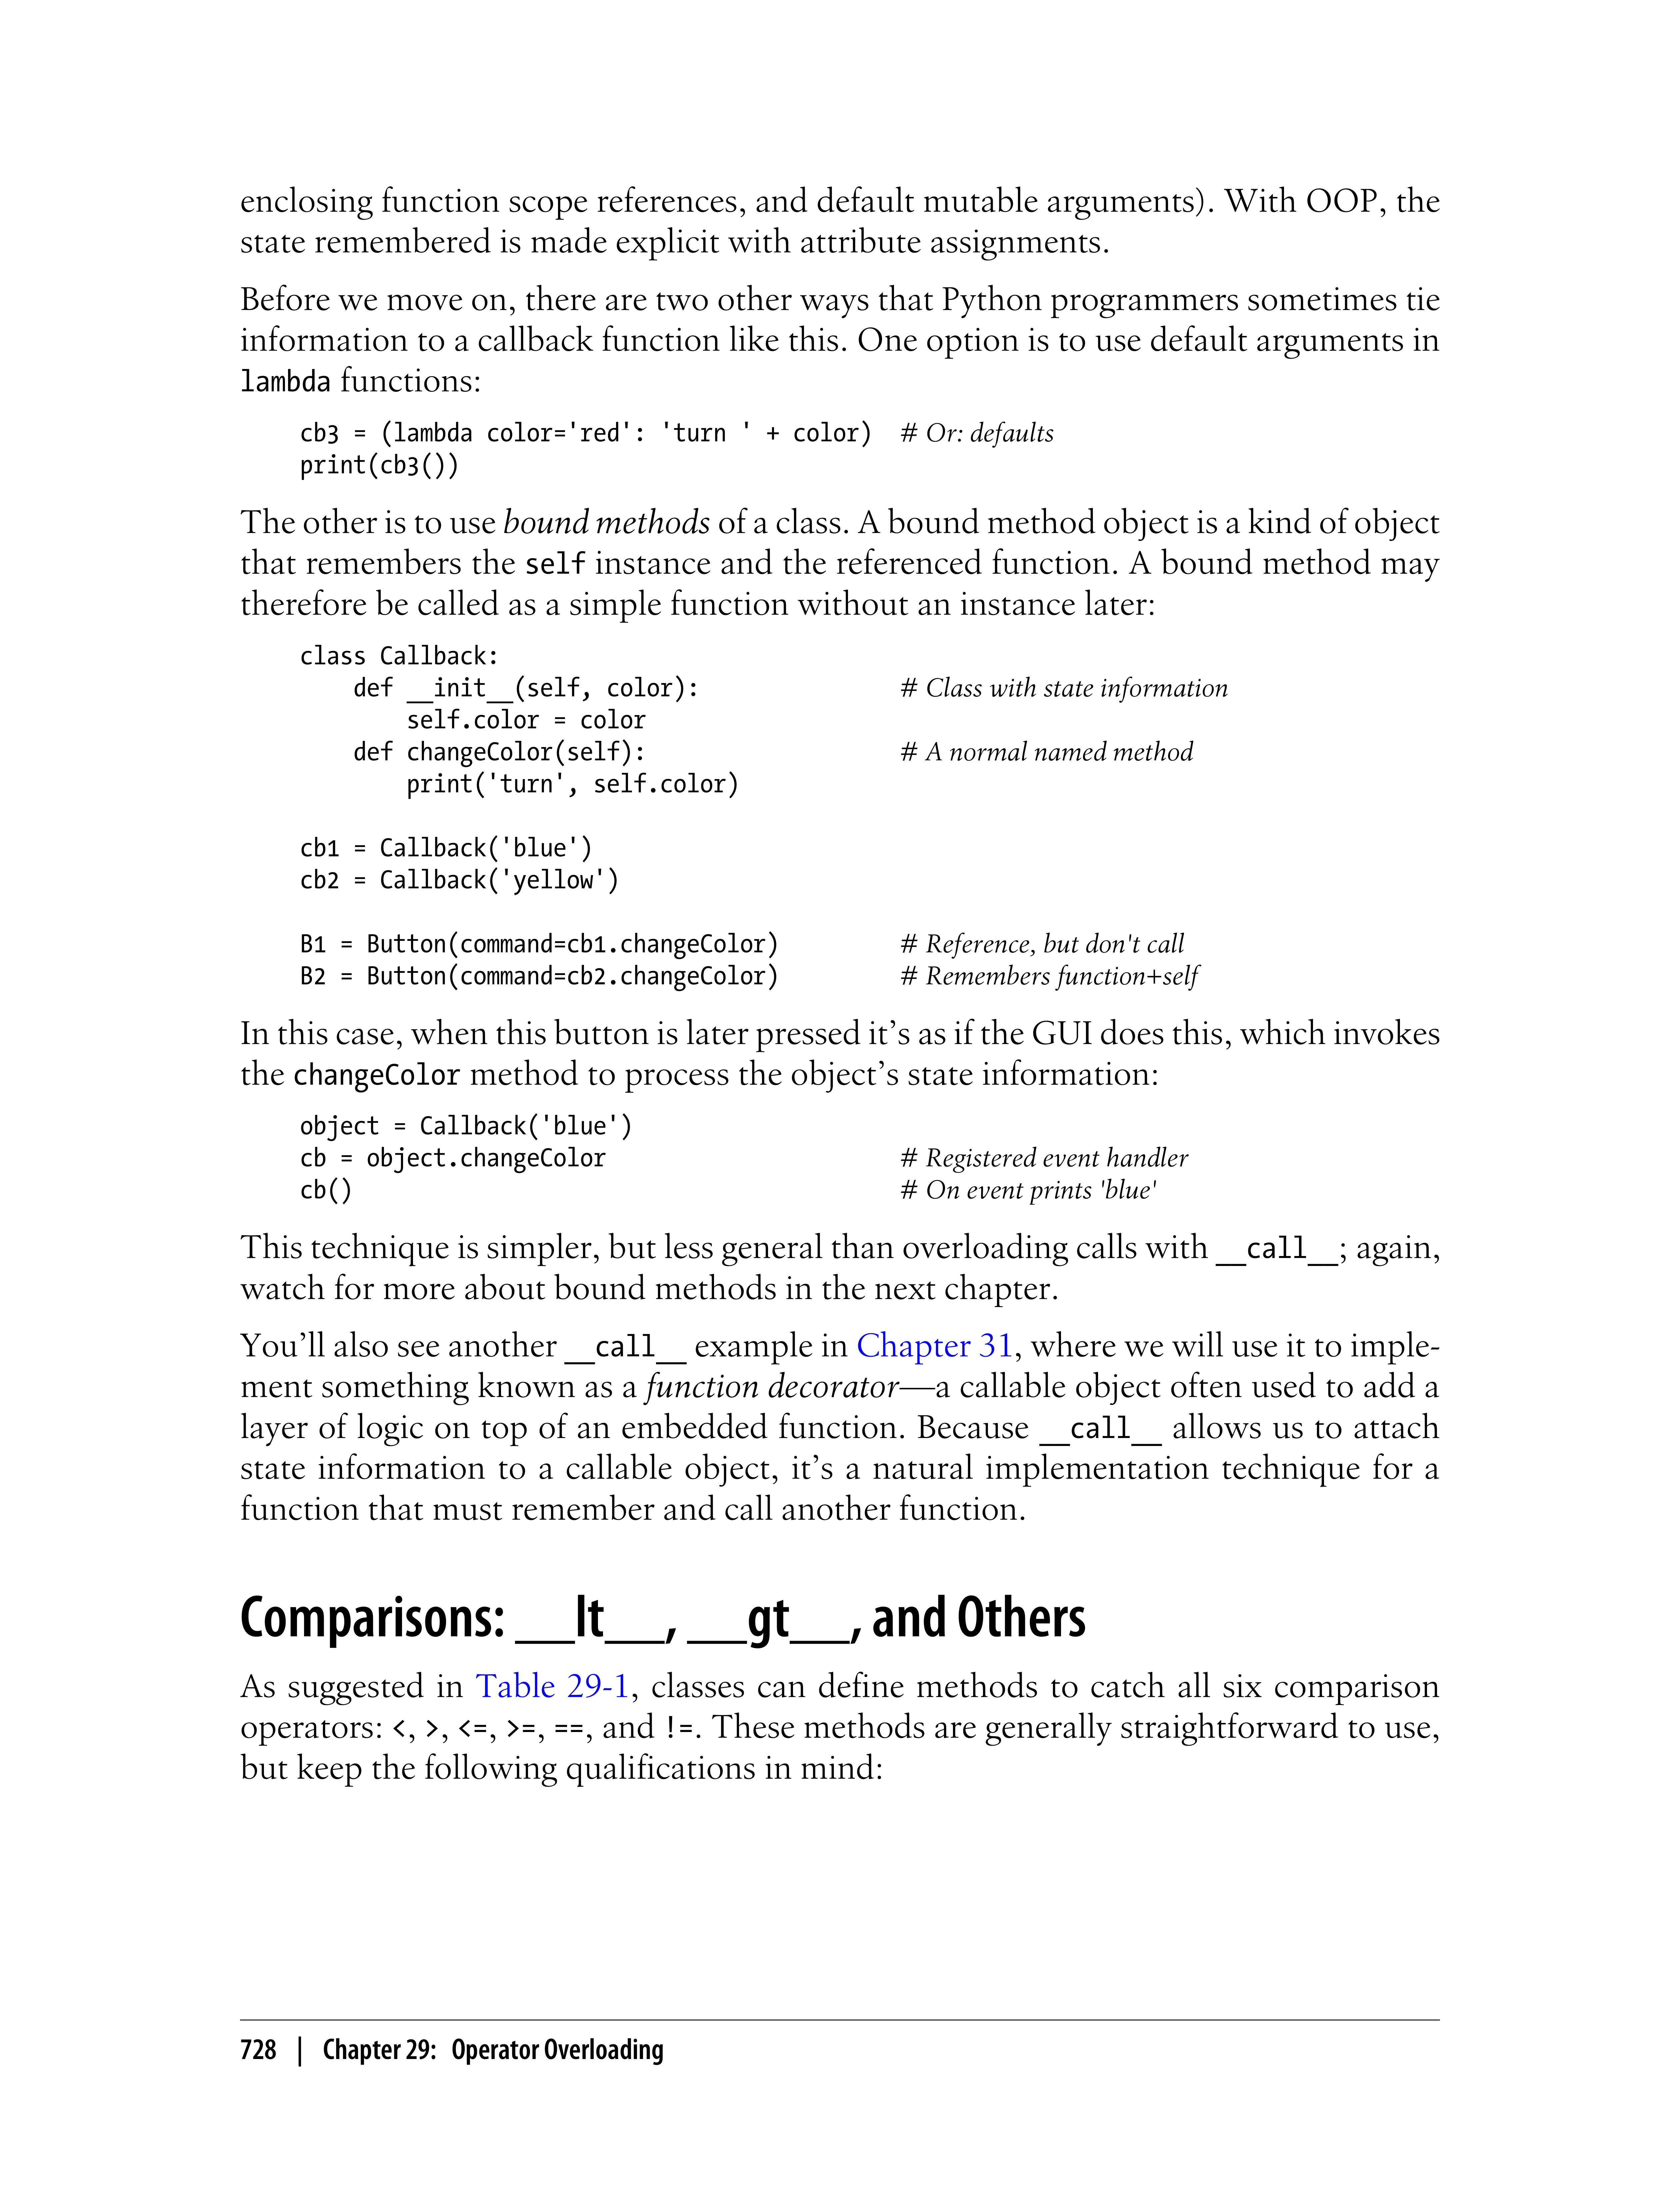 enclosing function scope references, and default mutable arguments). With OOP, the
state remembered is made explicit with attribute assignments.
Before we move on, there are two other ways that Python programmers sometimes tie
information to a callback function like this. One option is to use default arguments in
lambda functions:
cb3 = (lambda color='red': 'turn ' + color)  # Or: defaults
print(cb3())
The other is to use bound methods of a class. A bound method object is a kind of object
that remembers the self instance and the referenced function. A bound method may
therefore be called as a simple function without an instance later:
class Callback:
    def __init__(self, color):               # Class with state information
        self.color = color
    def changeColor(self):                   # A normal named method
        print('turn', self.color)
cb1 = Callback('blue')
cb2 = Callback('yellow')
B1 = Button(command=cb1.changeColor)         # Reference, but don't call
B2 = Button(command=cb2.changeColor)         # Remembers function+self
In this case, when this button is later pressed it’s as if the GUI does this, which invokes
the changeColor method to process the object’s state information:
object = Callback('blue')
cb = object.changeColor                      # Registered event handler
cb()                                         # On event prints 'blue'
This technique is simpler, but less general than overloading calls with __call__; again,
watch for more about bound methods in the next chapter.
You’ll also see another __call__ example in Chapter 31, where we will use it to imple-
ment something known as a function decorator—a callable object often used to add a
layer of logic on top of an embedded function. Because __call__ allows us to attach
state information to a callable object, it’s a natural implementation technique for a
function that must remember and call another function.
Comparisons: __lt__, __gt__, and Others
As suggested in Table 29-1, classes can define methods to catch all six comparison
operators: <, >, <=, >=, ==, and !=. These methods are generally straightforward to use,
but keep the following qualifications in mind:
728 | Chapter 29: Operator Overloading